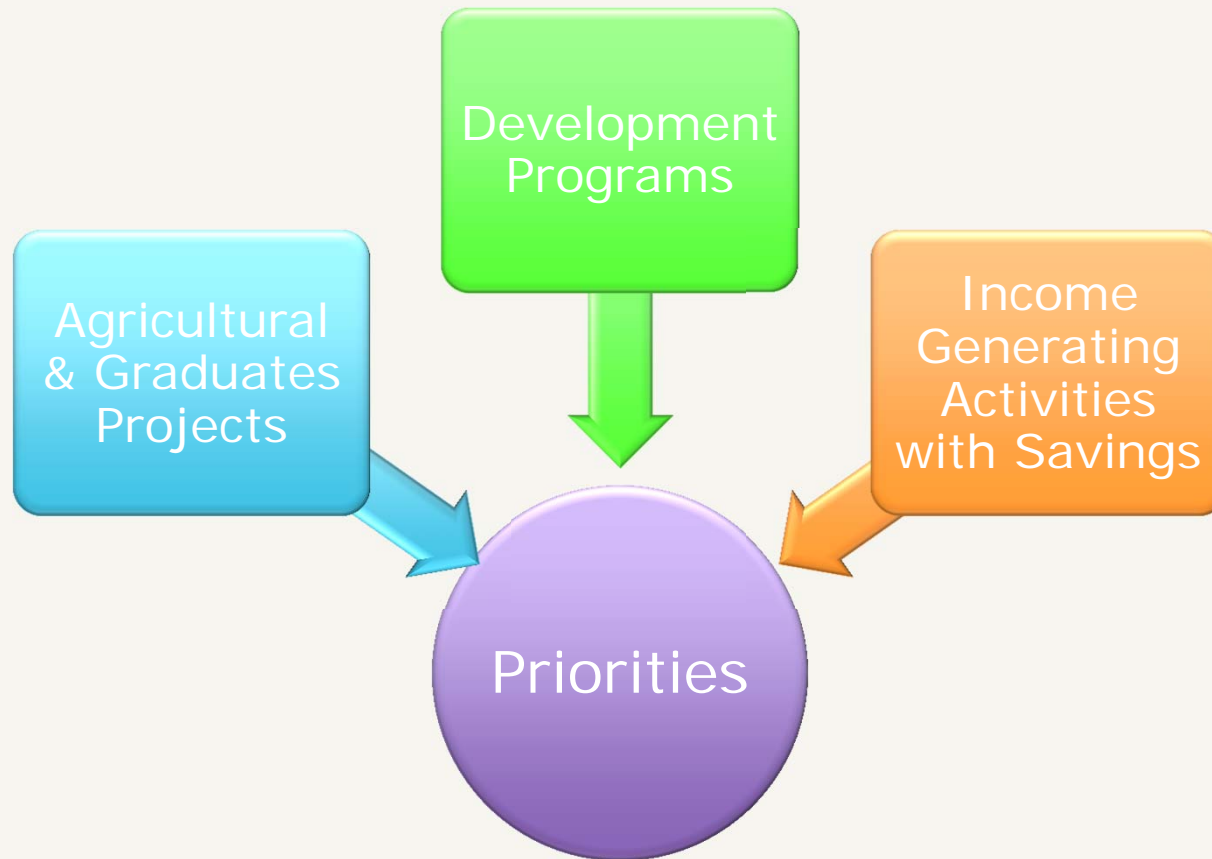 Development
Programs
Agricultural
& Graduates
Projects
Income
Generating
Activities
with Savings
Priorities